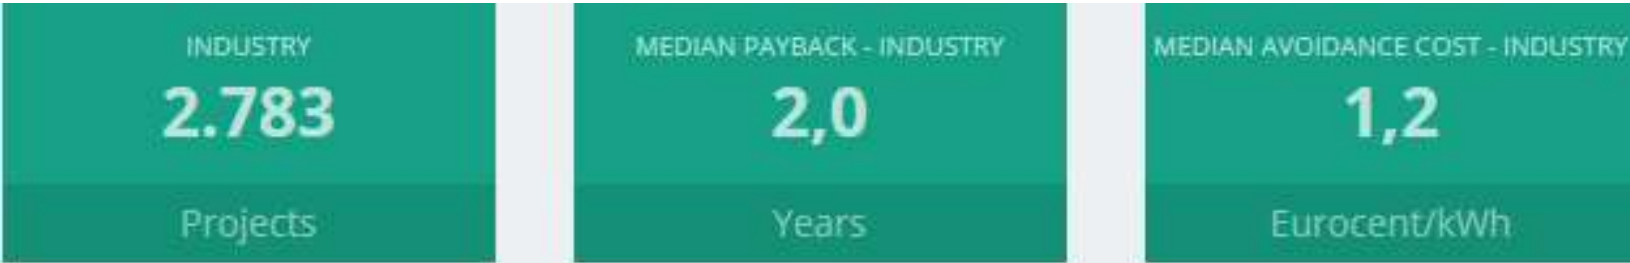 INDUSTRY
2.783
Projects
MEDIAN PAYBACK - INDUSTRY
2,0
Years
MEDIAN AVOIDANCE COST - INDUSTRY
1,2
Eurocent/kWh